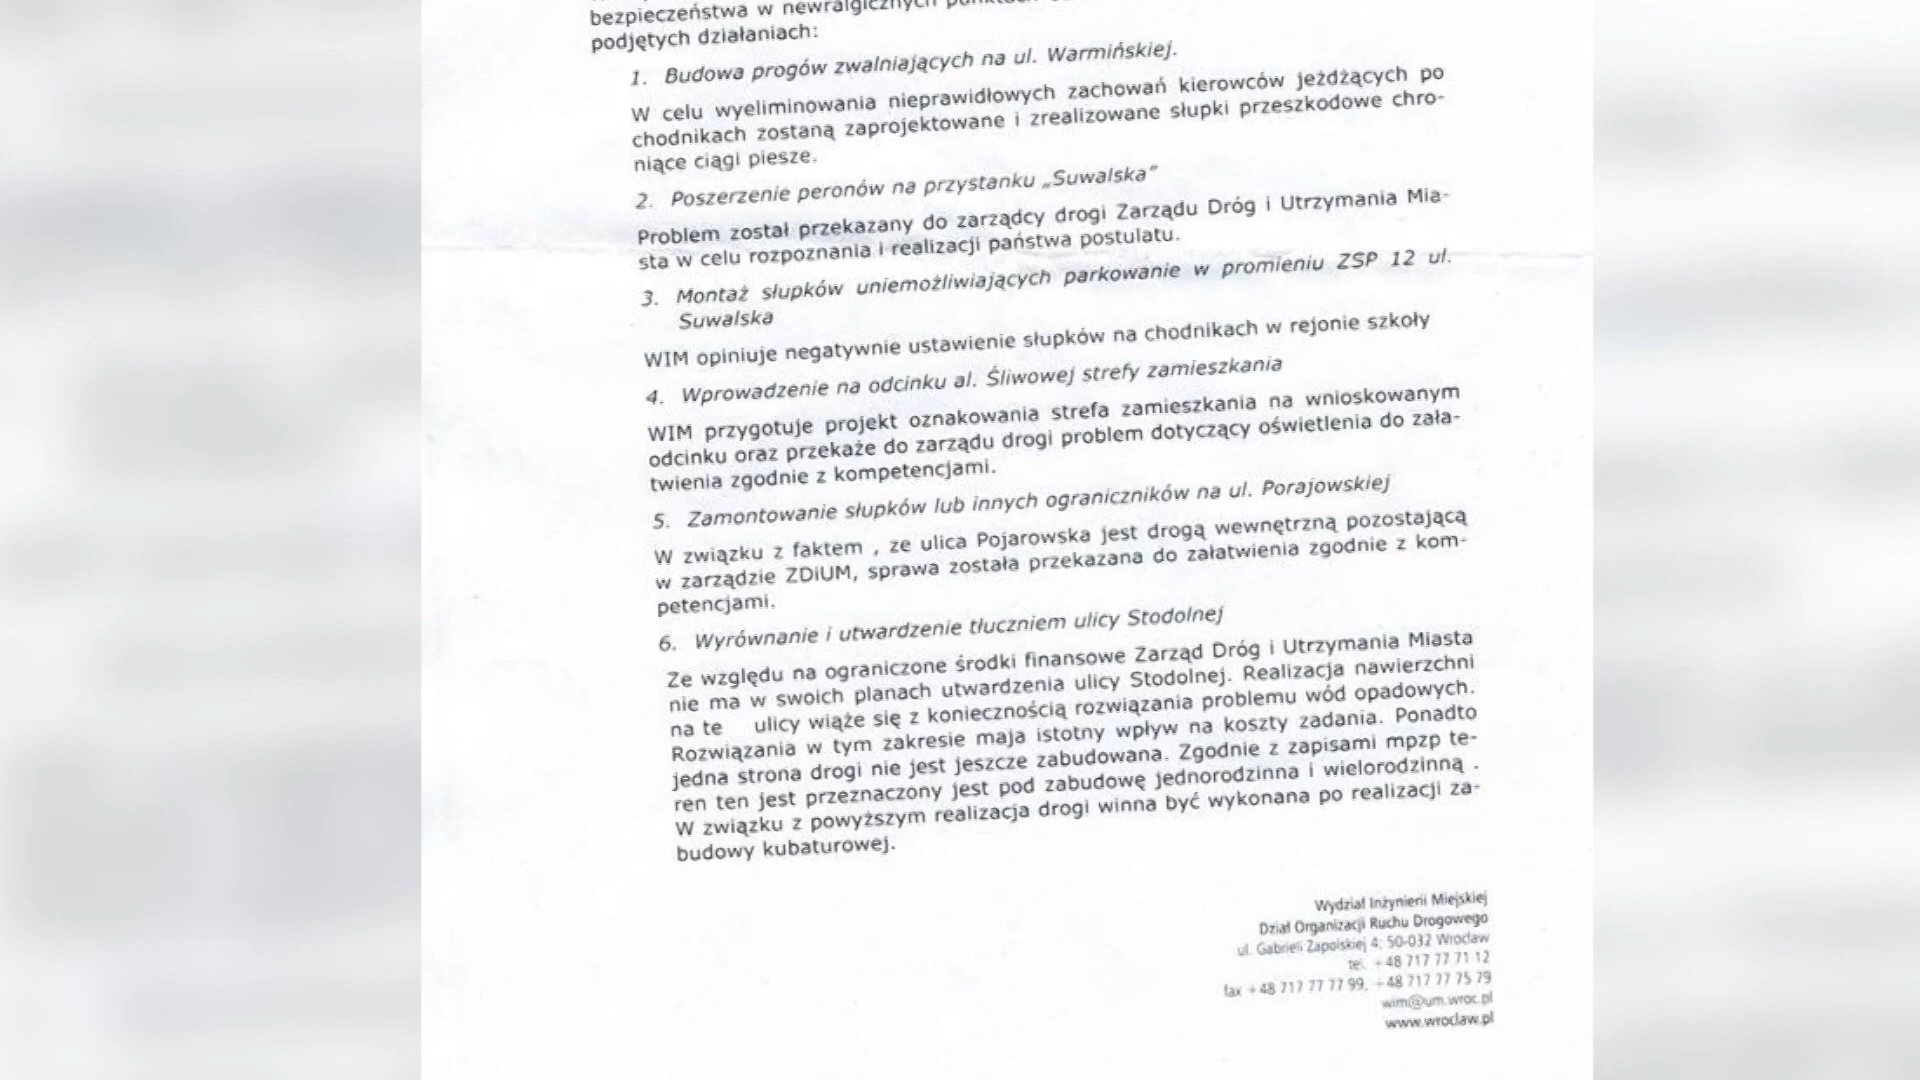 bezpieczeństwa w newralgicznych
podjętych działaniach:
1. Budowa progów zwalniających na ul. Warmińskiej.
W celu wyeliminowania nieprawidłowych zachowań kierowców jeżdżących po
chodnikach zostaną zaprojektowane i zrealizowane słupki przeszkodowe chro-
niące ciągi piesze.
2. Poszerzenie peronów na przystanku „Suwalska"
Problem został przekazany do zarządcy drogi Zarządu Dróg i Utrzymania Mia-
sta w celu rozpoznania i realizacji państwa postulatu.
3. Montaż słupków uniemożliwiających parkowanie w promieniu ZSP 12 ul.
Suwalska
WIM opiniuje negatywnie ustawienie słupków na chodnikach w rejonie szkoły
4. Wprowadzenie na odcinku al. Śliwowej strefy zamieszkania
WIM przygotuje projekt oznakowania strefa zamieszkania na wnioskowanym
odcinku oraz przekaże do zarządu drogi problem dotyczący oświetlenia do zała-
twienia zgodnie z kompetencjami.
5. Zamontowanie słupków lub innych ograniczników na ul. Porajowskiej
W związku z faktem , ze ulica Pojarowska jest drogą wewnętrzną pozostającą
w zarządzie ZDiUM, sprawa została przekazana do załatwienia zgodnie z kom-
petencjami.
6. Wyrównanie i utwardzenie tłuczniem ulicy Stodolnej
Ze względu na ograniczone środki finansowe Zarząd Dróg i Utrzymania Miasta
nie ma w swoich planach utwardzenia ulicy Stodolnej. Realizacja nawierzchni
na te ulicy wiąże się z koniecznością rozwiązania problemu wód opadowych.
Rozwiązania w tym zakresie maja istotny wpływ na koszty zadania. Ponadto
jedna strona drogi nie jest jeszcze zabudowana. Zgodnie z zapisami mpzp te-
ren ten jest przeznaczony jest pod zabudowę jednorodzinna i wielorodzinną .
W związku z powyższym realizacja drogi winna być wykonana po realizacji za-
budowy kubaturowej.
Wydział Inżynierii Miejskiej
Dział Organizacji Ruchu Drogowego
ul. Gabrieli Zapolskiej 4; 50-032 Wrocław
tel. +48 717 77 71 12
fax +48 717 77 77 99, +48 717 77 75 79
wim@um.wroc.pl
www.wroclaw.pl